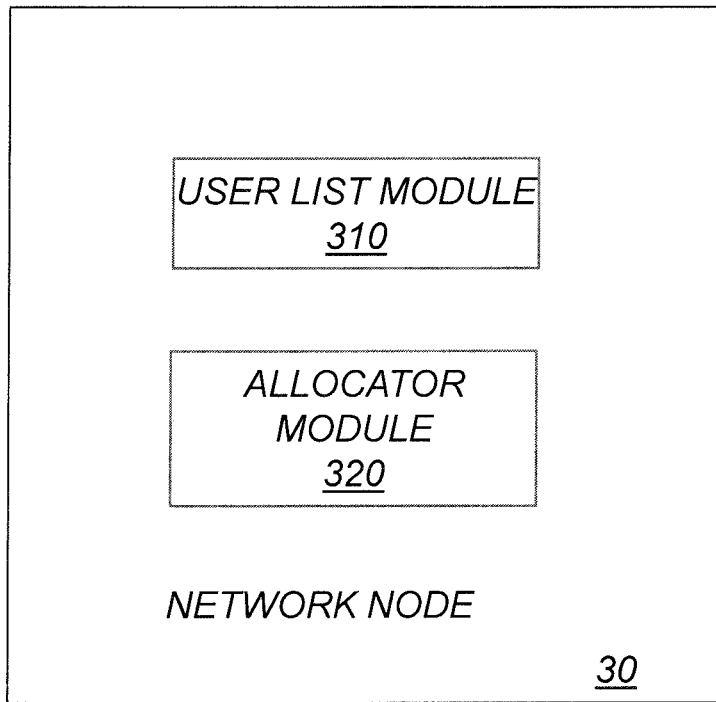 USER LIST MODULE
310
ALLOCATOR
MODULE
320
NETWORK NODE
30